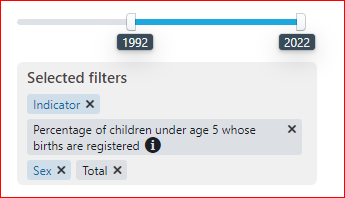 1992 2022
Selected filters
Indicator ×
Percentage of children under age 5 whose ×
births are registered i
Sex × Total ×